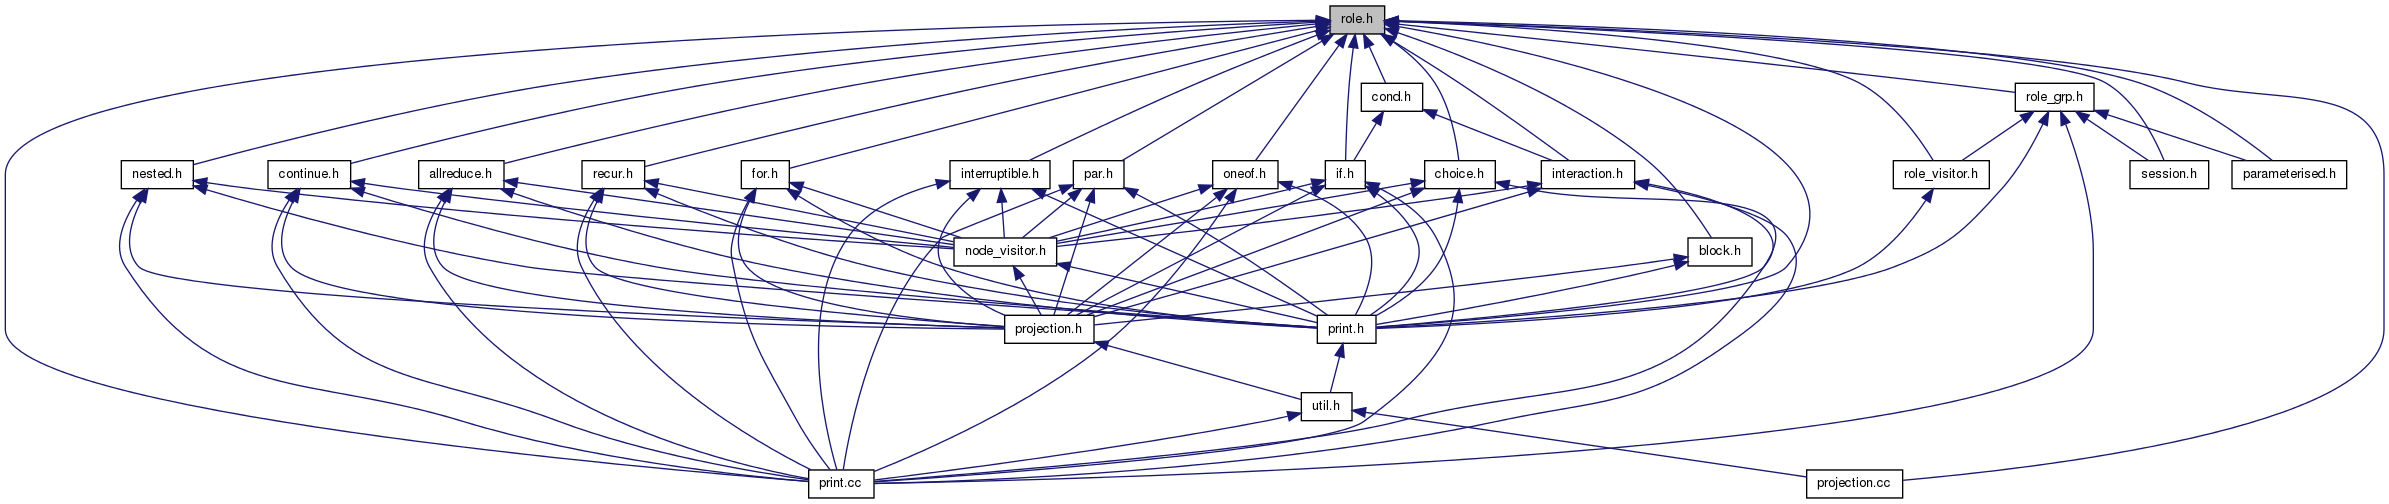 role.h
cond.h
role_grp.h
nested.h
continue.h
allreduce.h
recur.h
for.h
interruptible.h
par.h
oneof.h
if.h
choice.h
interaction.h
role_visitor.h
session.h
parameterised.h
node_visitor.h
block.h
projection.h
print.h
util.h
print.cc
projection.cc